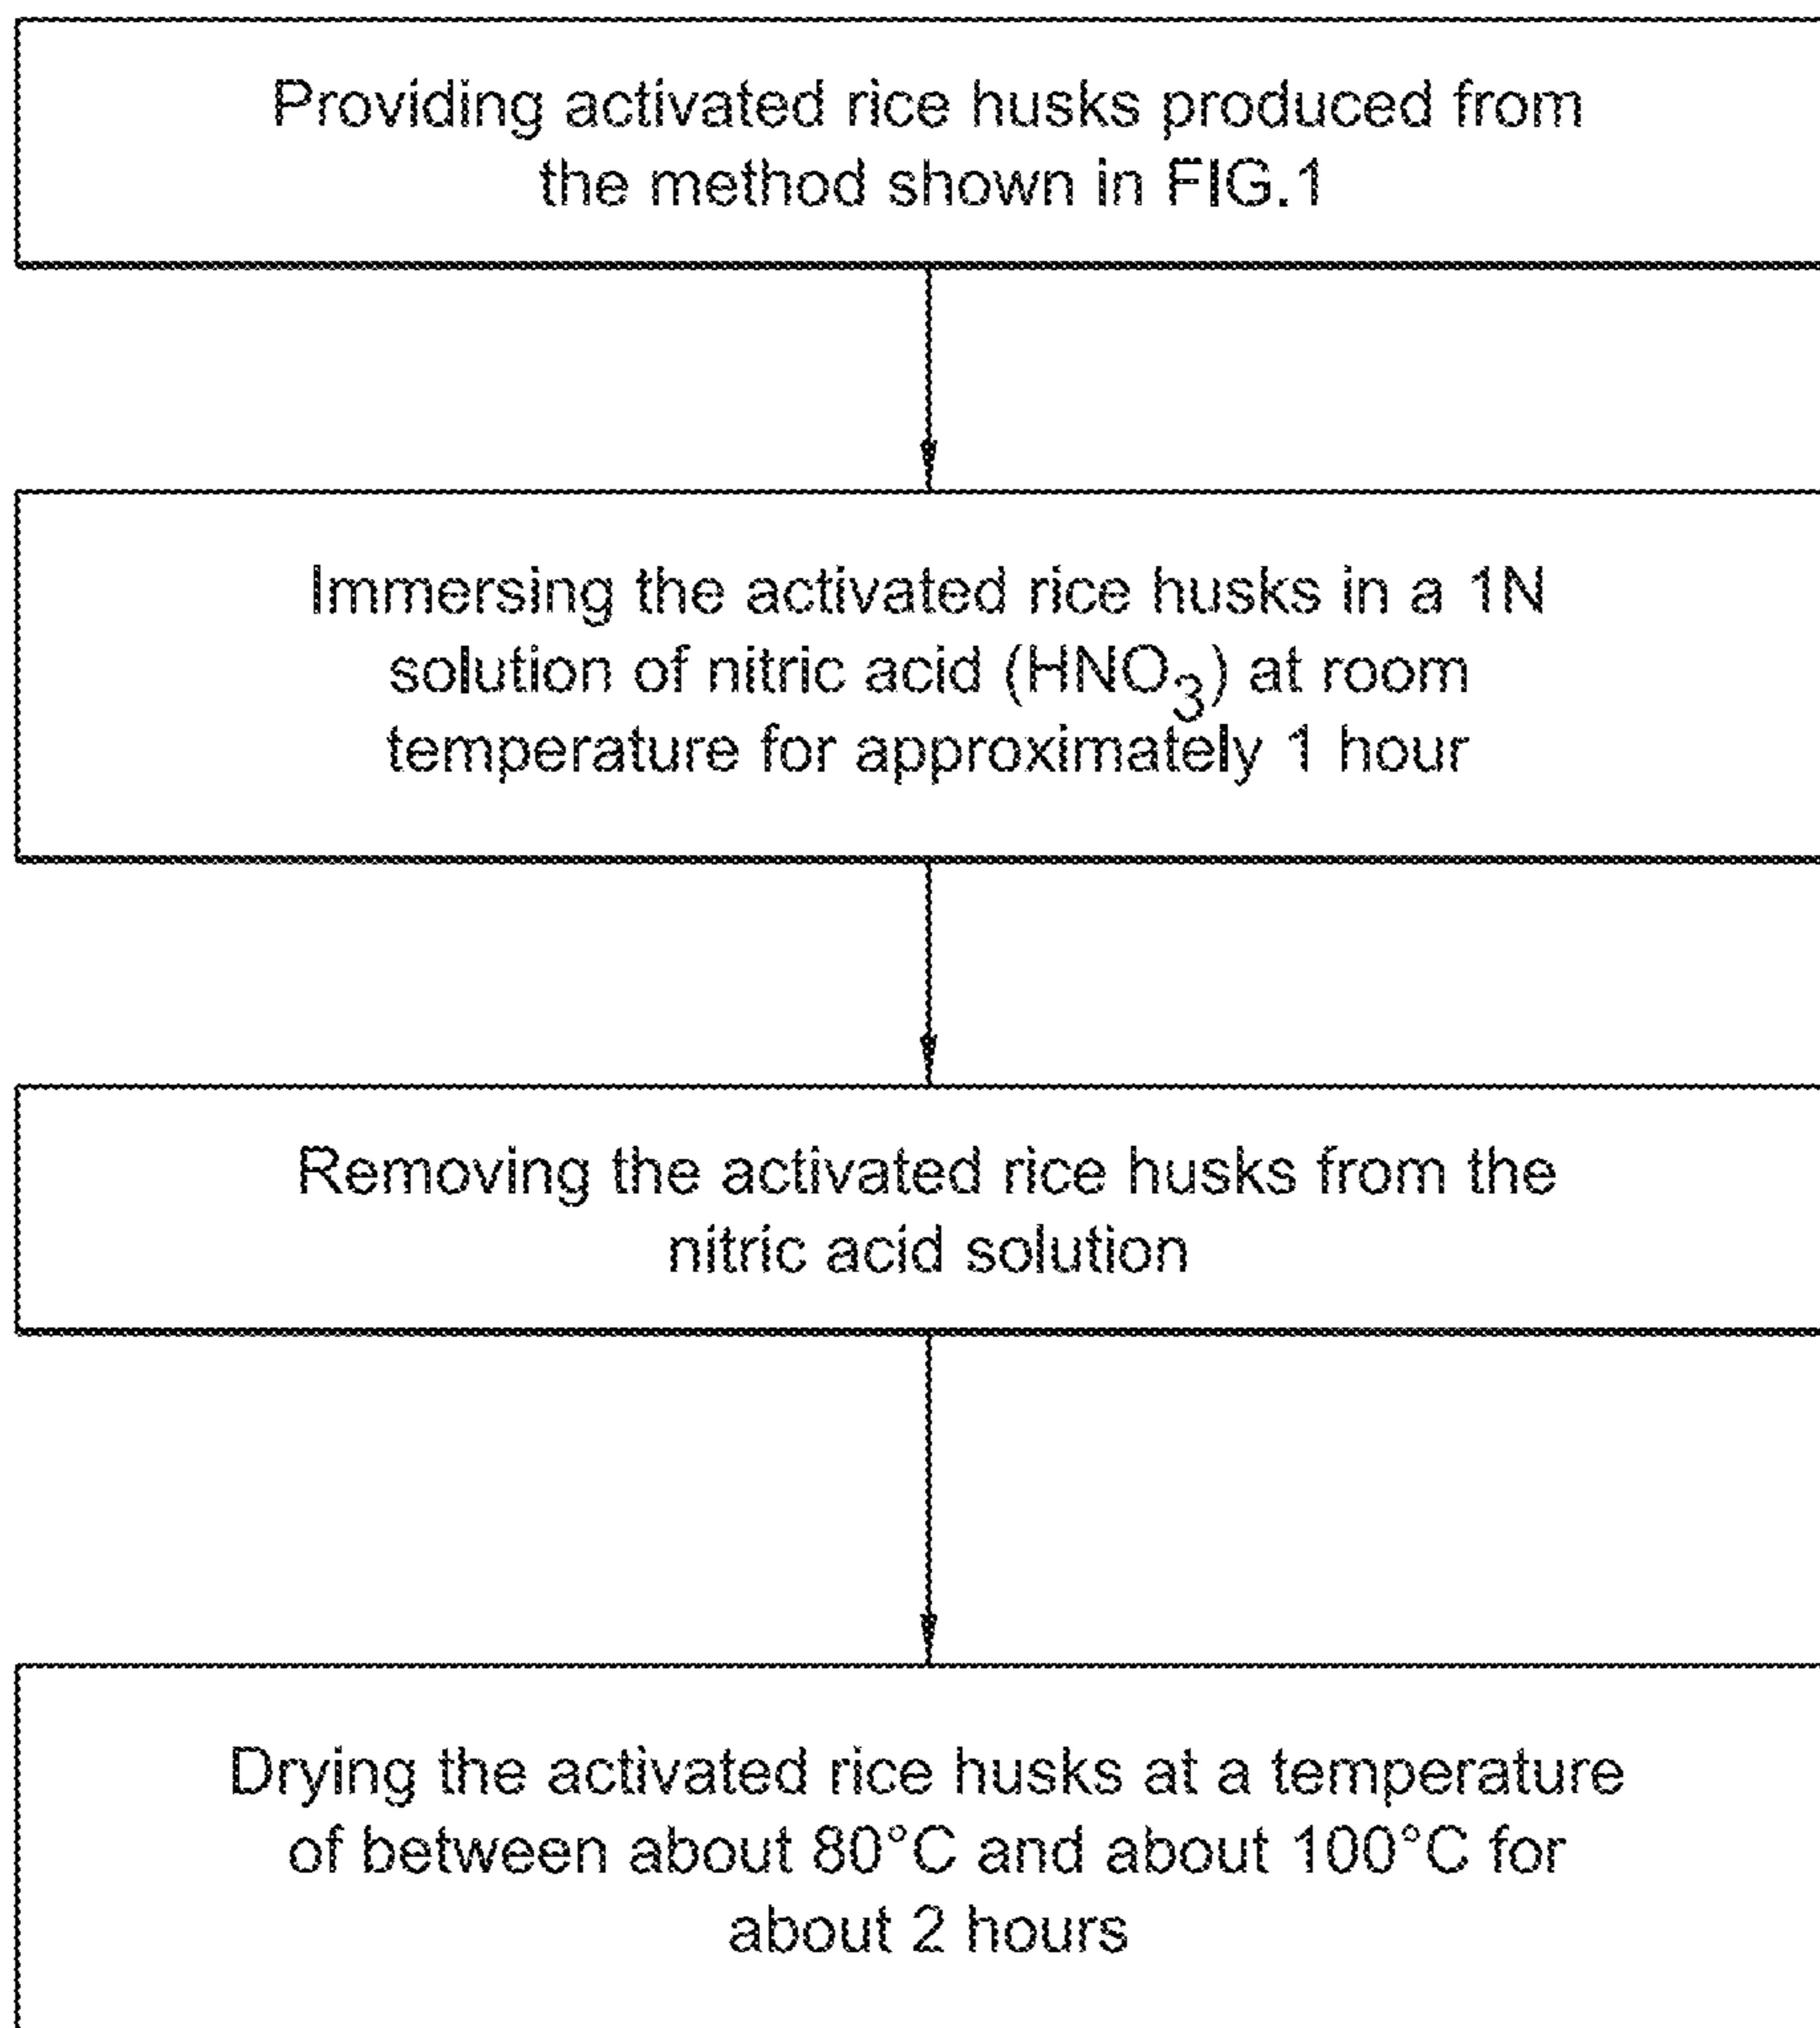 Providing activated rice husks produced from
the method shown in FIG.1
Immersing the activated rice husks in a 1N
solution of nitric acid (HNO₃) at room
temperature for approximately 1 hour
Removing the activated rice husks from the
nitric acid solution
Drying the activated rice husks at a temperature
of between about 80°C and about 100°C for
about 2 hours